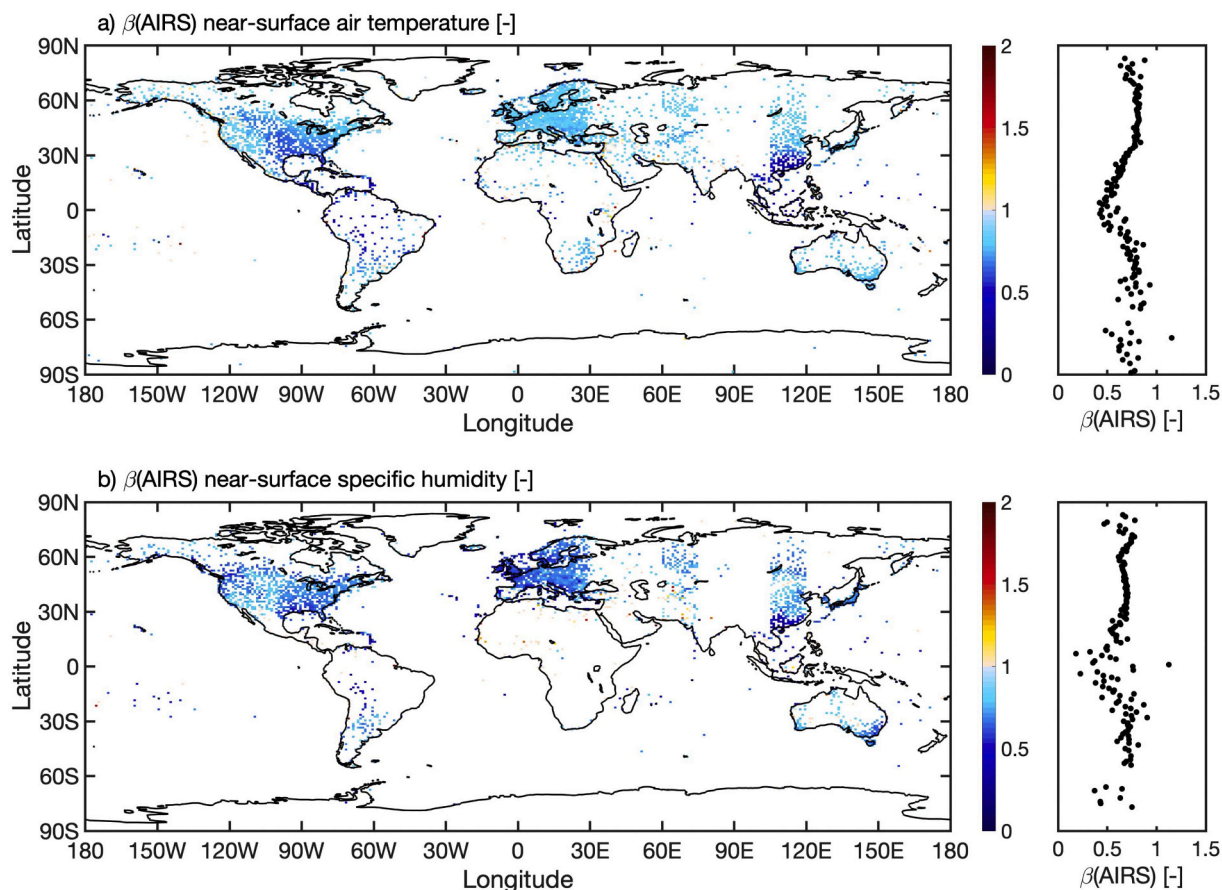 a) β(AIRS) near-surface air temperature [-]
90N
60N
30N
0
30S
60S
90S
Latitude
180 150W 120W 90W 60W 30W 0 30E 60E 90E 120E 150E 180
Longitude
2
1.5
1
0.5
0
0 0.5 1 1.5
β(AIRS) [-]
b) β(AIRS) near-surface specific humidity [-]
90N
60N
30N
0
30S
60S
90S
Latitude
180 150W 120W 90W 60W 30W 0 30E 60E 90E 120E 150E 180
Longitude
2
1.5
1
0.5
0
0 0.5 1 1.5
β(AIRS) [-]